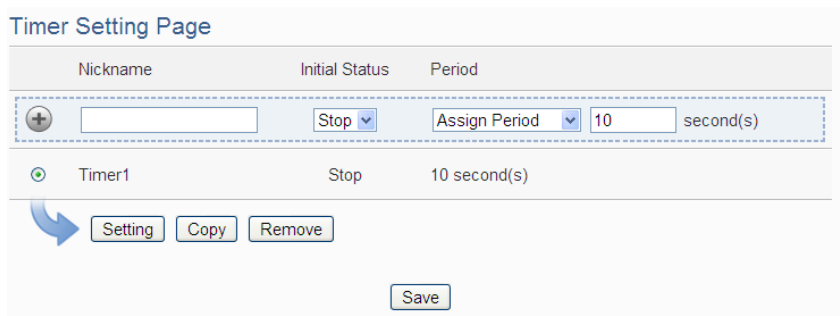 Timer Setting Page
Nickname Initial Status Period
Stop Assign Period 10 second(s)
Timer1 Stop 10 second(s)
Setting Copy Remove
Save